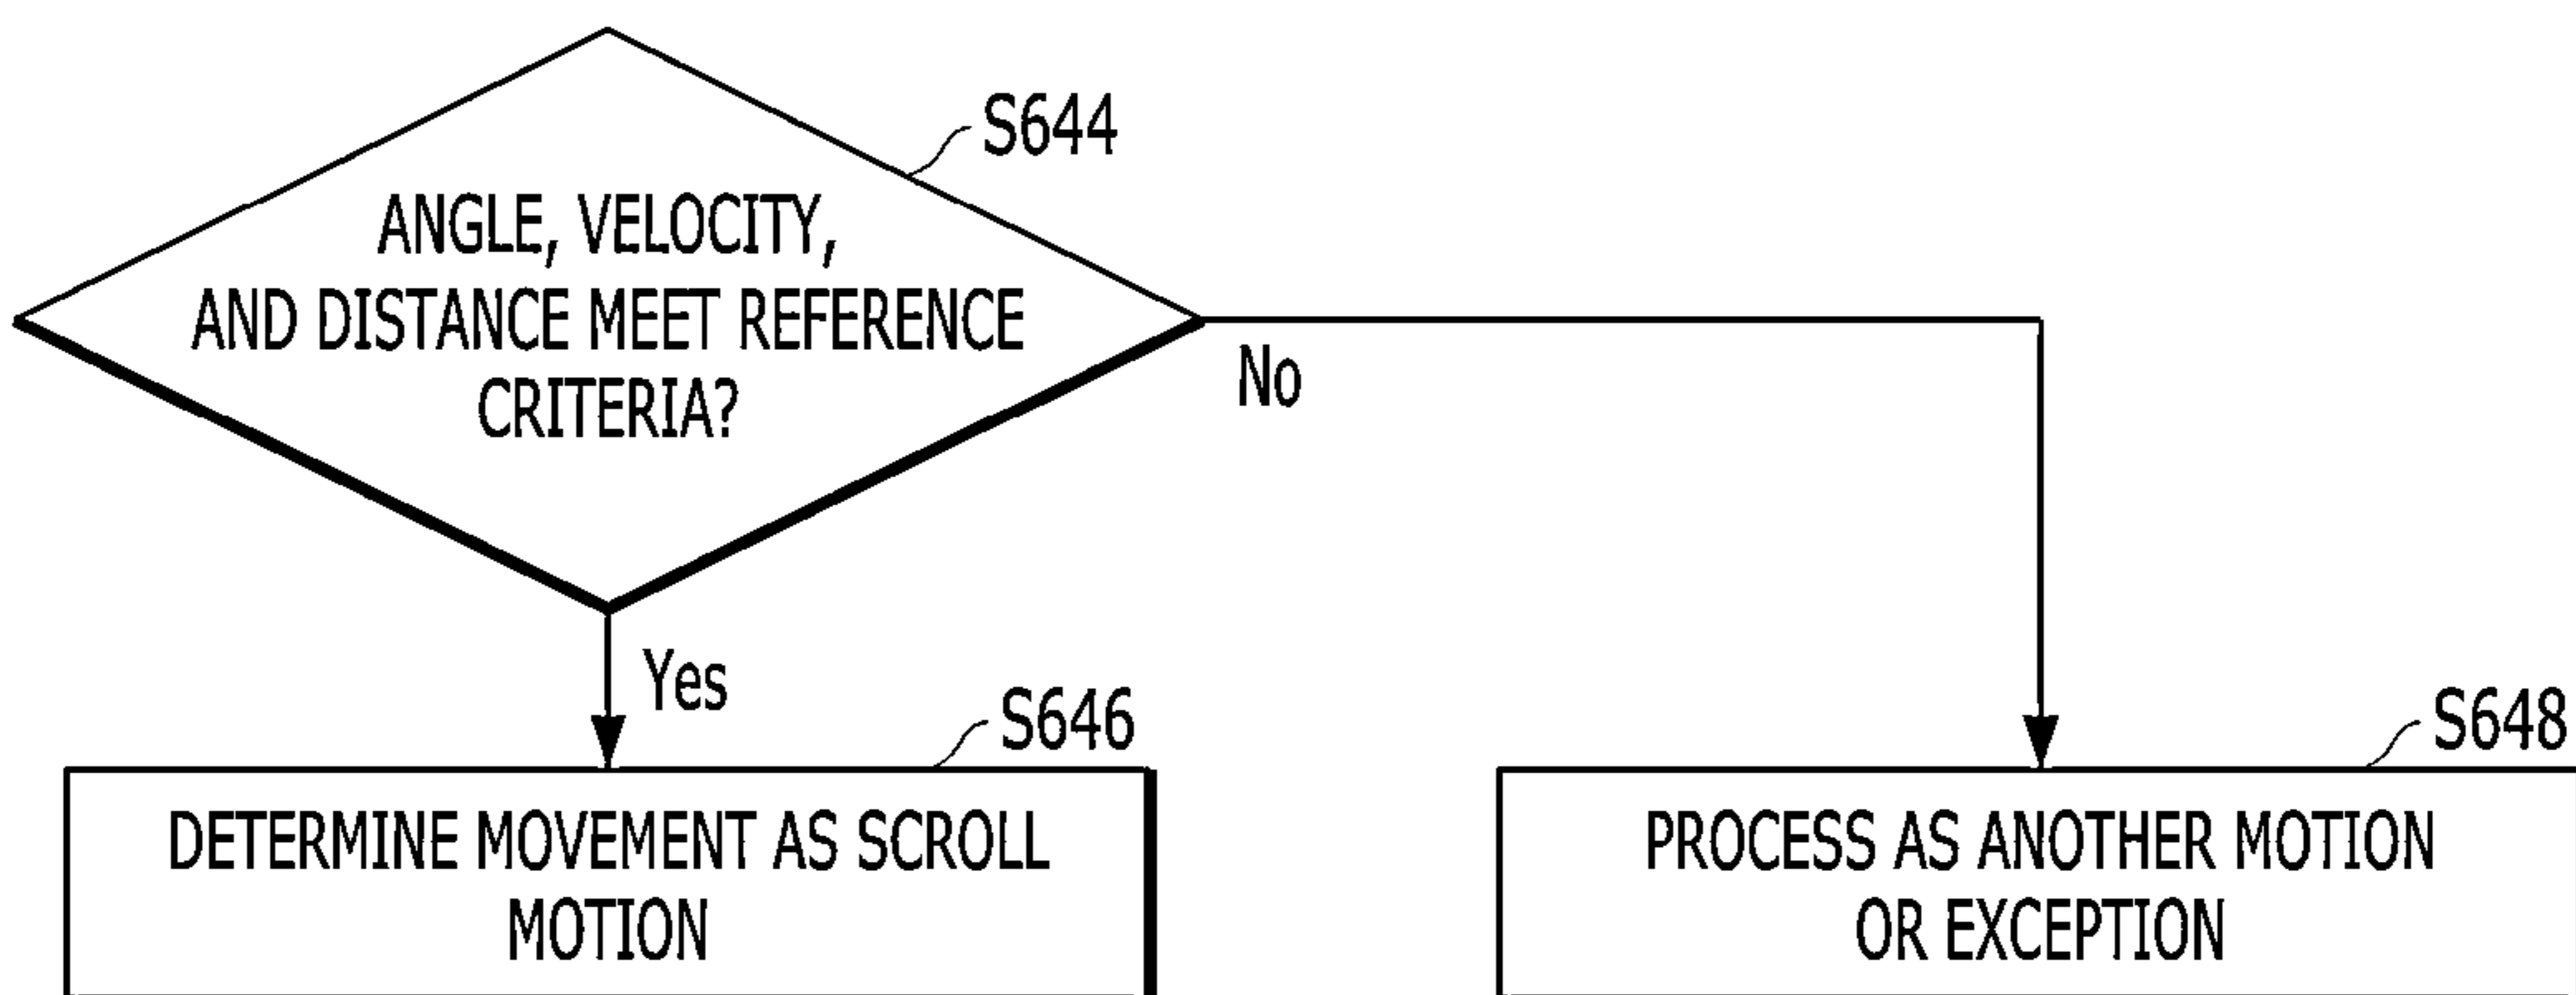 S644
ANGLE, VELOCITY,
AND DISTANCE MEET REFERENCE
CRITERIA?
No
Yes
S646
DETERMINE MOVEMENT AS SCROLL
MOTION
S648
PROCESS AS ANOTHER MOTION
OR EXCEPTION